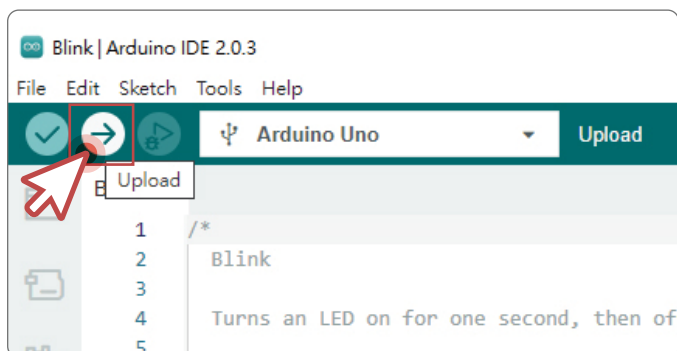 Blink | Arduino IDE 2.0.3
File Edit Sketch Tools Help
Arduino Uno Upload
Upload
1 /*
2 Blink
3
4 Turns an LED on for one second, then of
5